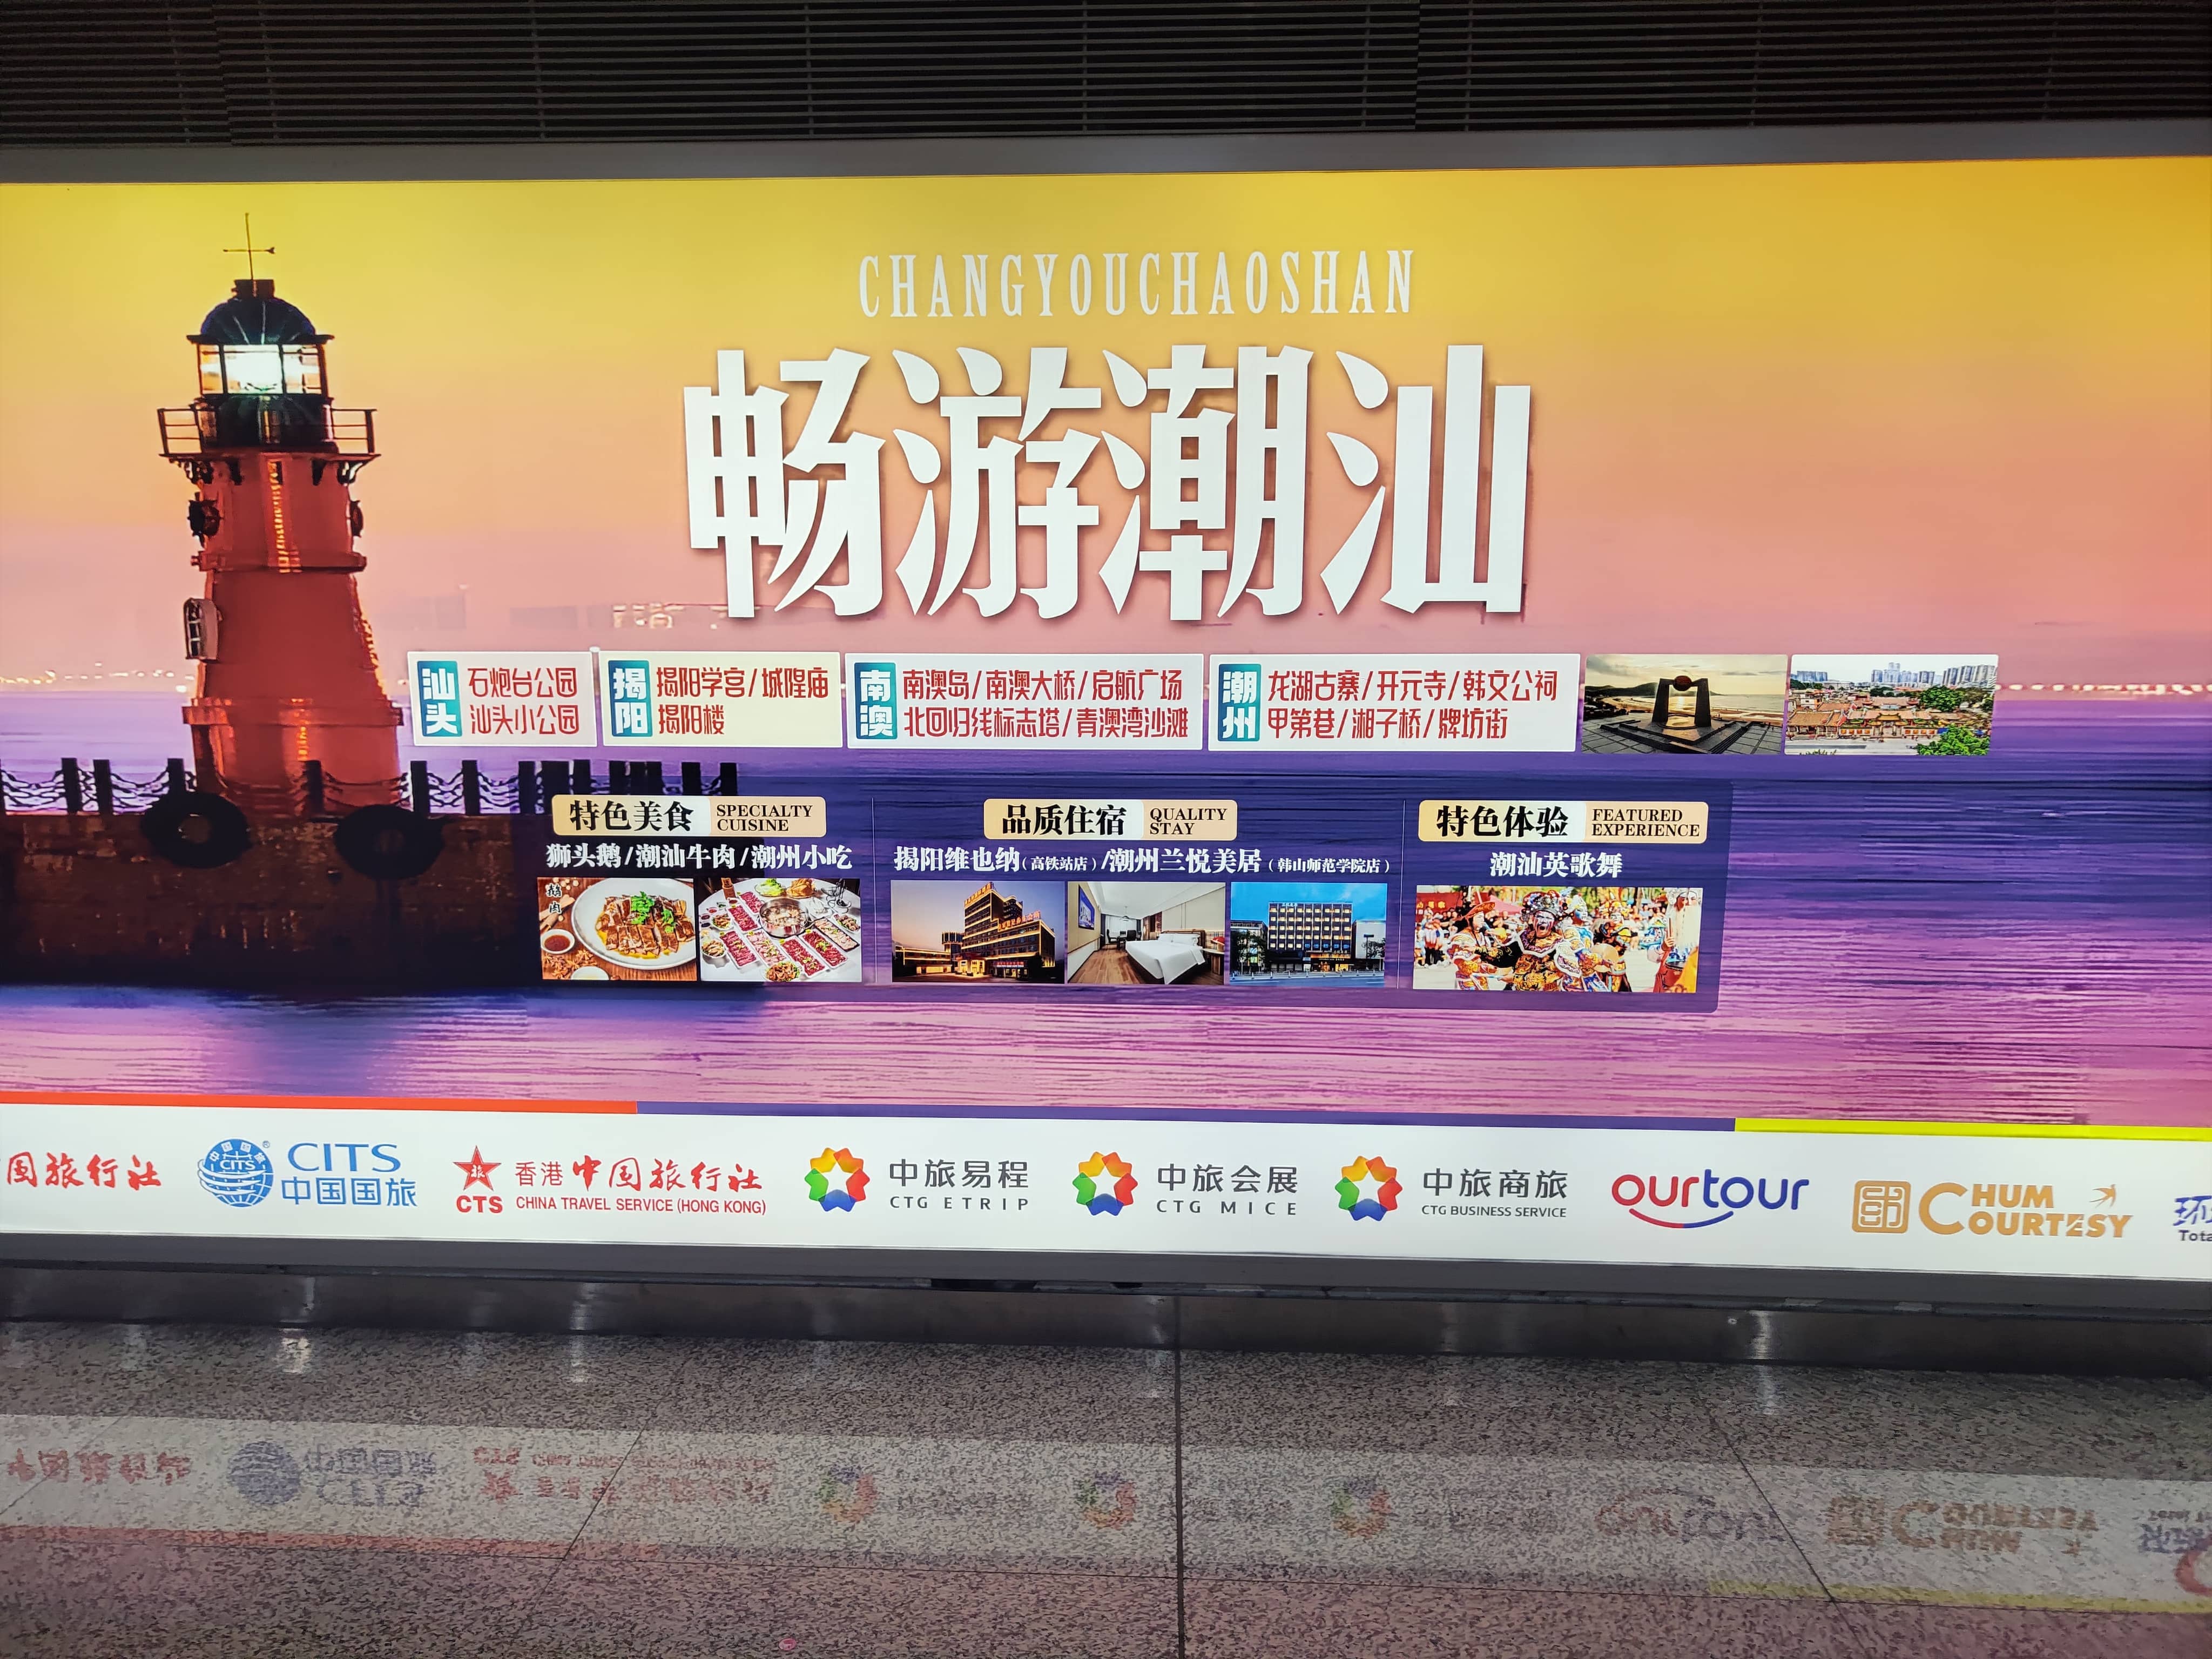 CHANGYOUCHAOSHAN
畅游潮汕
汕头
石炮台公园
汕头小公园
揭阳
揭阳学宫/城隍庙
揭阳楼
南澳
南澳岛/南澳大桥/启航广场
北回归线标志塔/青澳湾沙滩
潮州
龙湖古寨/开元寺/韩文公祠
甲第巷/湘子桥/牌坊街
特色美食 SPECIALTY CUISINE
狮头鹅/潮汕牛肉/潮州小吃
鹅肉
品质住宿 QUALITY STAY
揭阳维也纳(高铁站店)/潮州兰悦美居(韩山师范学院店)
特色体验 FEATURED EXPERIENCE
潮汕英歌舞
国旅行社
中国国旅
CITS
CITS
中国国旅
CTS
香港中国旅行社
CHINA TRAVEL SERVICE (HONG KONG)
中旅易程
CTG ETRIP
中旅会展
CTG MICE
中旅商旅
CTG BUSINESS SERVICE
ourtour
CHUM
COURTESY
环
Tota